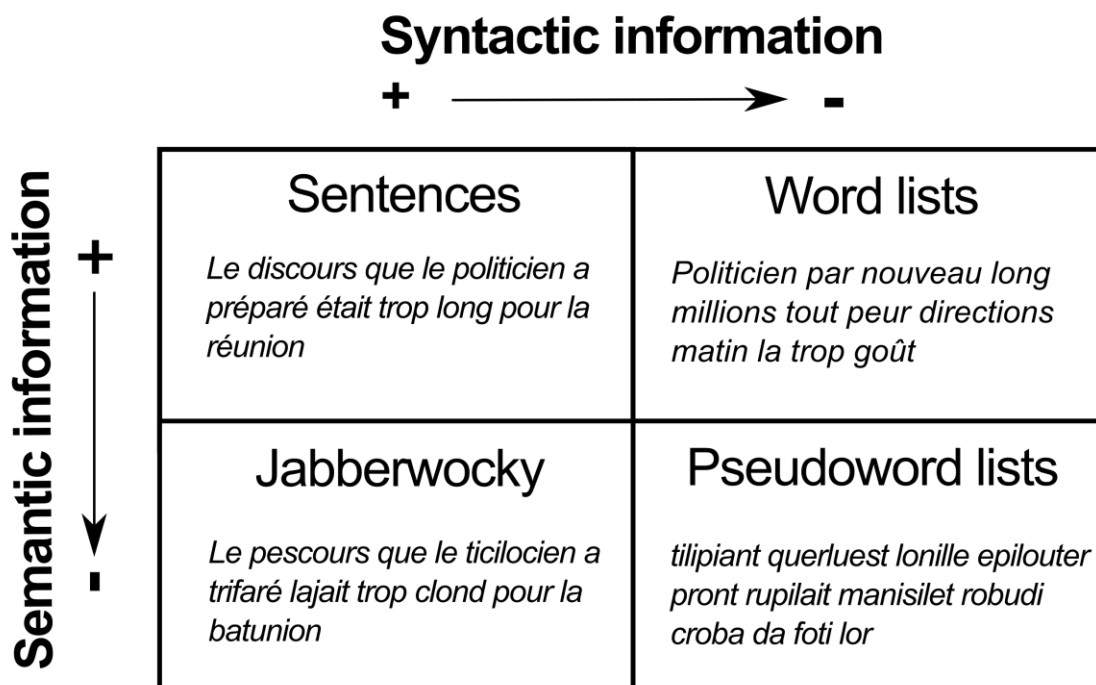 Syntactic information
+ -
Semantic information
+
-
Sentences
Le discours que le politicien a
préparé était trop long pour la
réunion
Word lists
Politicien par nouveau long
millions tout peur directions
matin la trop goût
Jabberwocky
Le pescours que le ticilocien a
trifaré lajait trop clond pour la
batunion
Pseudoword lists
tilipiant querluest lonille epilouter
pront rupilait manisilet robudi
croba da foti lor